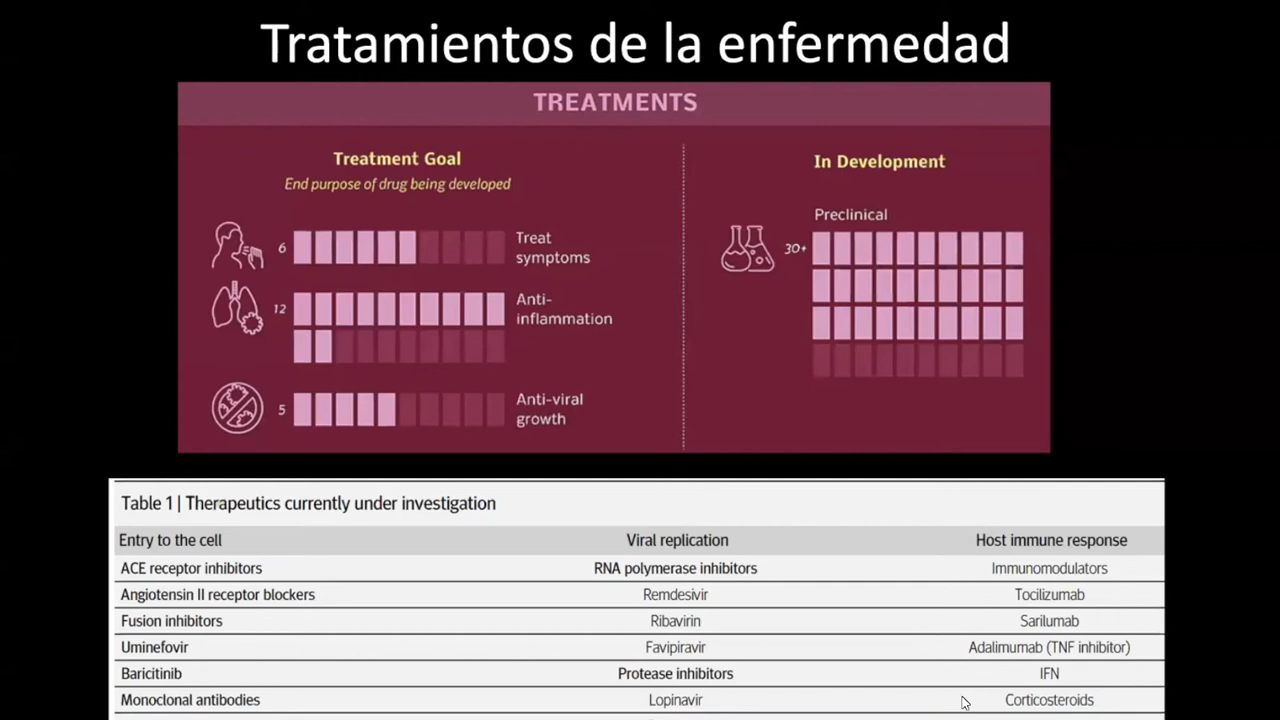 Tratamientos de la enfermedad
TREATMENTS
Treatment Goal
End purpose of drug being developed
6
Treat
symptoms
12
Anti-
inflammation
5
Anti-viral
growth
In Development
Preclinical
30+
Table 1 | Therapeutics currently under investigation
Entry to the cell Viral replication Host immune response
ACE receptor inhibitors RNA polymerase inhibitors Immunomodulators
Angiotensin II receptor blockers Remdesivir Tocilizumab
Fusion inhibitors Ribavirin Sarilumab
Uminefovir Favipiravir Adalimumab (TNF inhibitor)
Baricitinib Protease inhibitors IFN
Monoclonal antibodies Lopinavir Corticosteroids